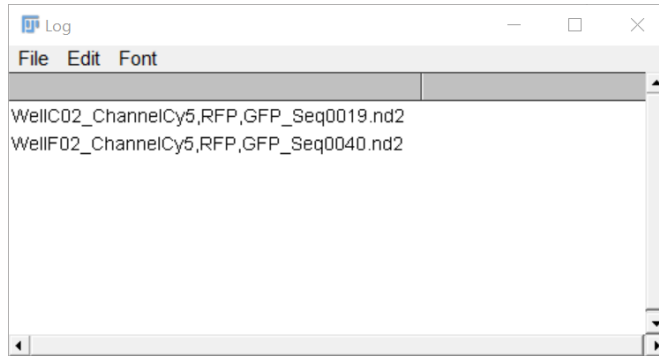 Log
File Edit Font
WellC02_ChannelCy5,RFP,GFP_Seq0019.nd2
WellF02_ChannelCy5,RFP,GFP_Seq0040.nd2